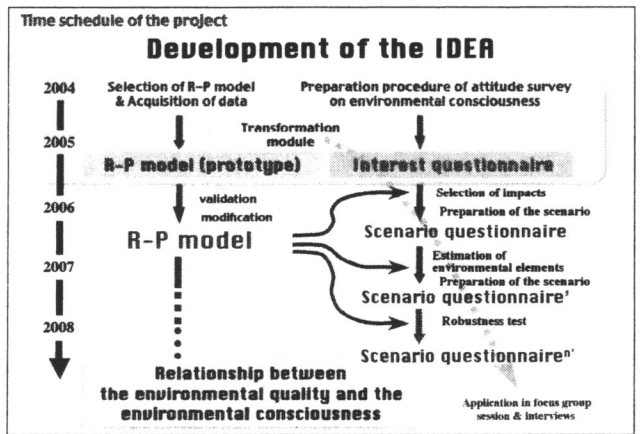 Time schedule of the project
Development of the IDEA
2004
Selection of R-P model
& Acquisition of data
Preparation procedure of attitude survey
on environmental consciousness
Transformation
module
2005
R-P model (prototype)
Interest questionnaire
validation
modification
Selection of impacts
Preparation of the scenario
2006
R-P model
Scenario questionnaire
Estimation of
environmental elements
Preparation of the scenario
2007
Scenario questionnaire'
Robustness test
2008
Scenario questionnaireⁿ'
Relationship between
the environmental quality and the
environmental consciousness
Application in focus group
session & interviews